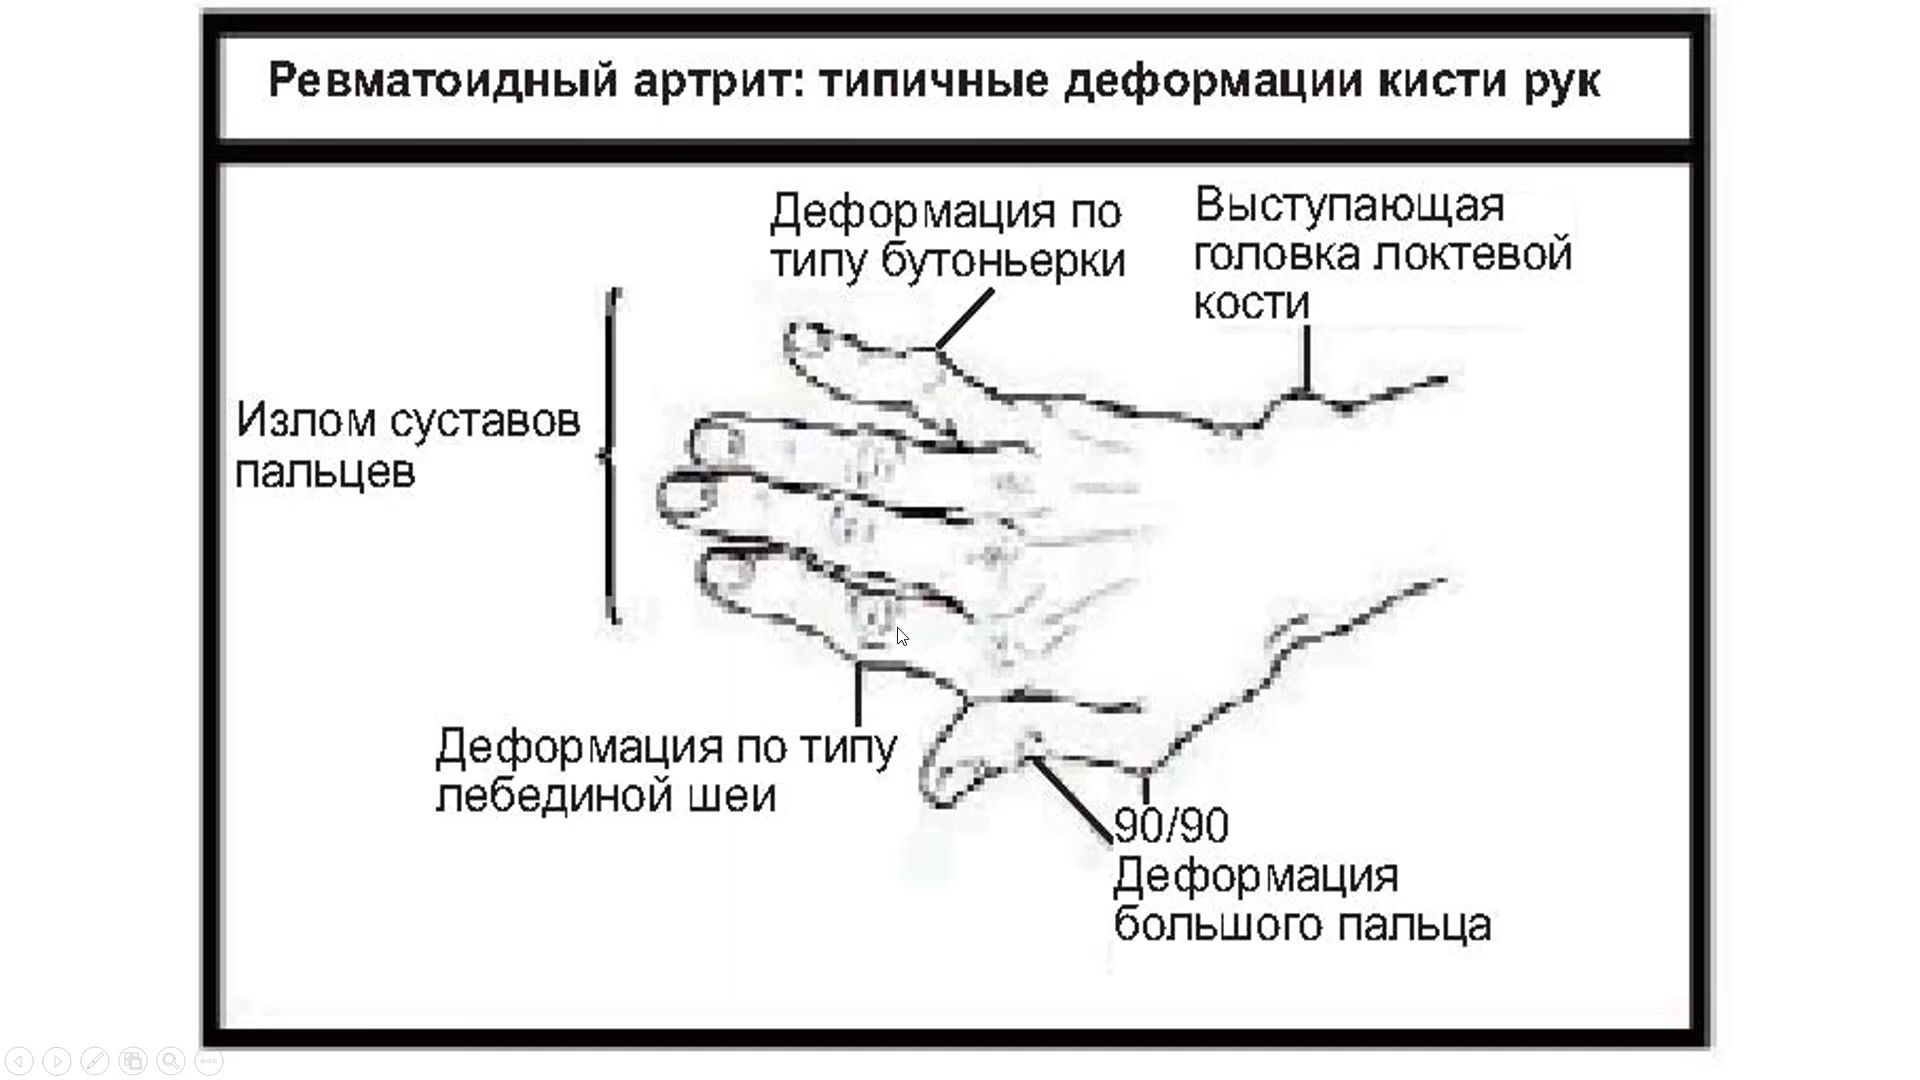 Ревматоидный артрит: типичные деформации кисти рук
Деформация по
типу бутоньерки
Выступающая
головка локтевой
кости
Излом суставов
пальцев
Деформация по типу
лебединой шеи
90/90
Деформация
большого пальца